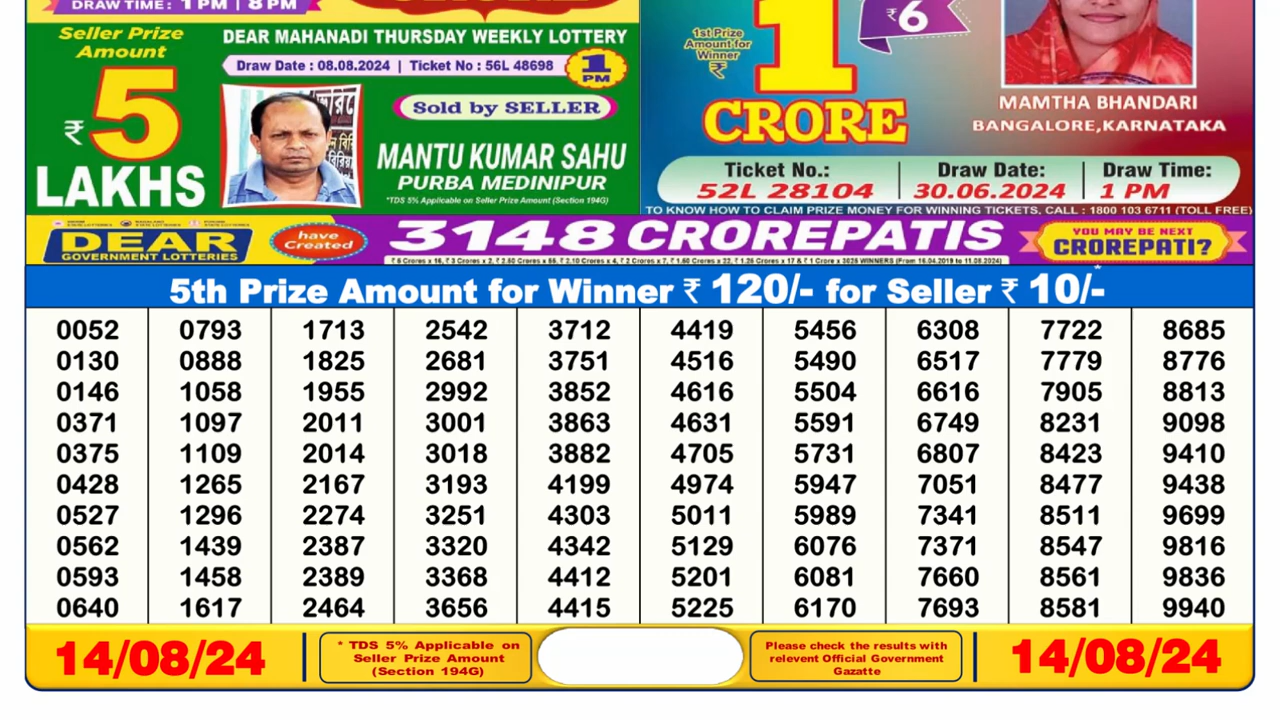 DRAW TIME: 1 PM | 8 PM
Seller Prize
Amount
₹ 5
LAKHS
DEAR MAHANADI THURSDAY WEEKLY LOTTERY
Draw Date : 08.08.2024 | Ticket No : 56L 48698
1
PM
Sold by SELLER
MANTU KUMAR SAHU
PURBA MEDINIPUR
*TDS 5% Applicable on Seller Prize Amount (Section 194G)
₹6
1st Prize
Amount for
Winner
₹
1
CRORE
MAMTHA BHANDARI
BANGALORE,KARNATAKA
Ticket No.: Draw Date: Draw Time:
52L 28104 30.06.2024 1 PM
TO KNOW HOW TO CLAIM PRIZE MONEY FOR WINNING TICKETS, CALL : 1800 103 6711 (TOLL FREE)
DEAR
GOVERNMENT LOTTERIES
have
Created
3148 CROREPATIS
YOU MAY BE NEXT
CROREPATI?
5th Prize Amount for Winner ₹ 120/- for Seller ₹ 10/-*
0052 0793 1713 2542 3712 4419 5456 6308 7722 8685
0130 0888 1825 2681 3751 4516 5490 6517 7779 8776
0146 1058 1955 2992 3852 4616 5504 6616 7905 8813
0371 1097 2011 3001 3863 4631 5591 6749 8231 9098
0375 1109 2014 3018 3882 4705 5731 6807 8423 9410
0428 1265 2167 3193 4199 4974 5947 7051 8477 9438
0527 1296 2274 3251 4303 5011 5989 7341 8511 9699
0562 1439 2387 3320 4342 5129 6076 7371 8547 9816
0593 1458 2389 3368 4412 5201 6081 7660 8561 9836
0640 1617 2464 3656 4415 5225 6170 7693 8581 9940
14/08/24
* TDS 5% Applicable on
Seller Prize Amount
(Section 194G)
Please check the results with
relevent Official Government
Gazatte
14/08/24